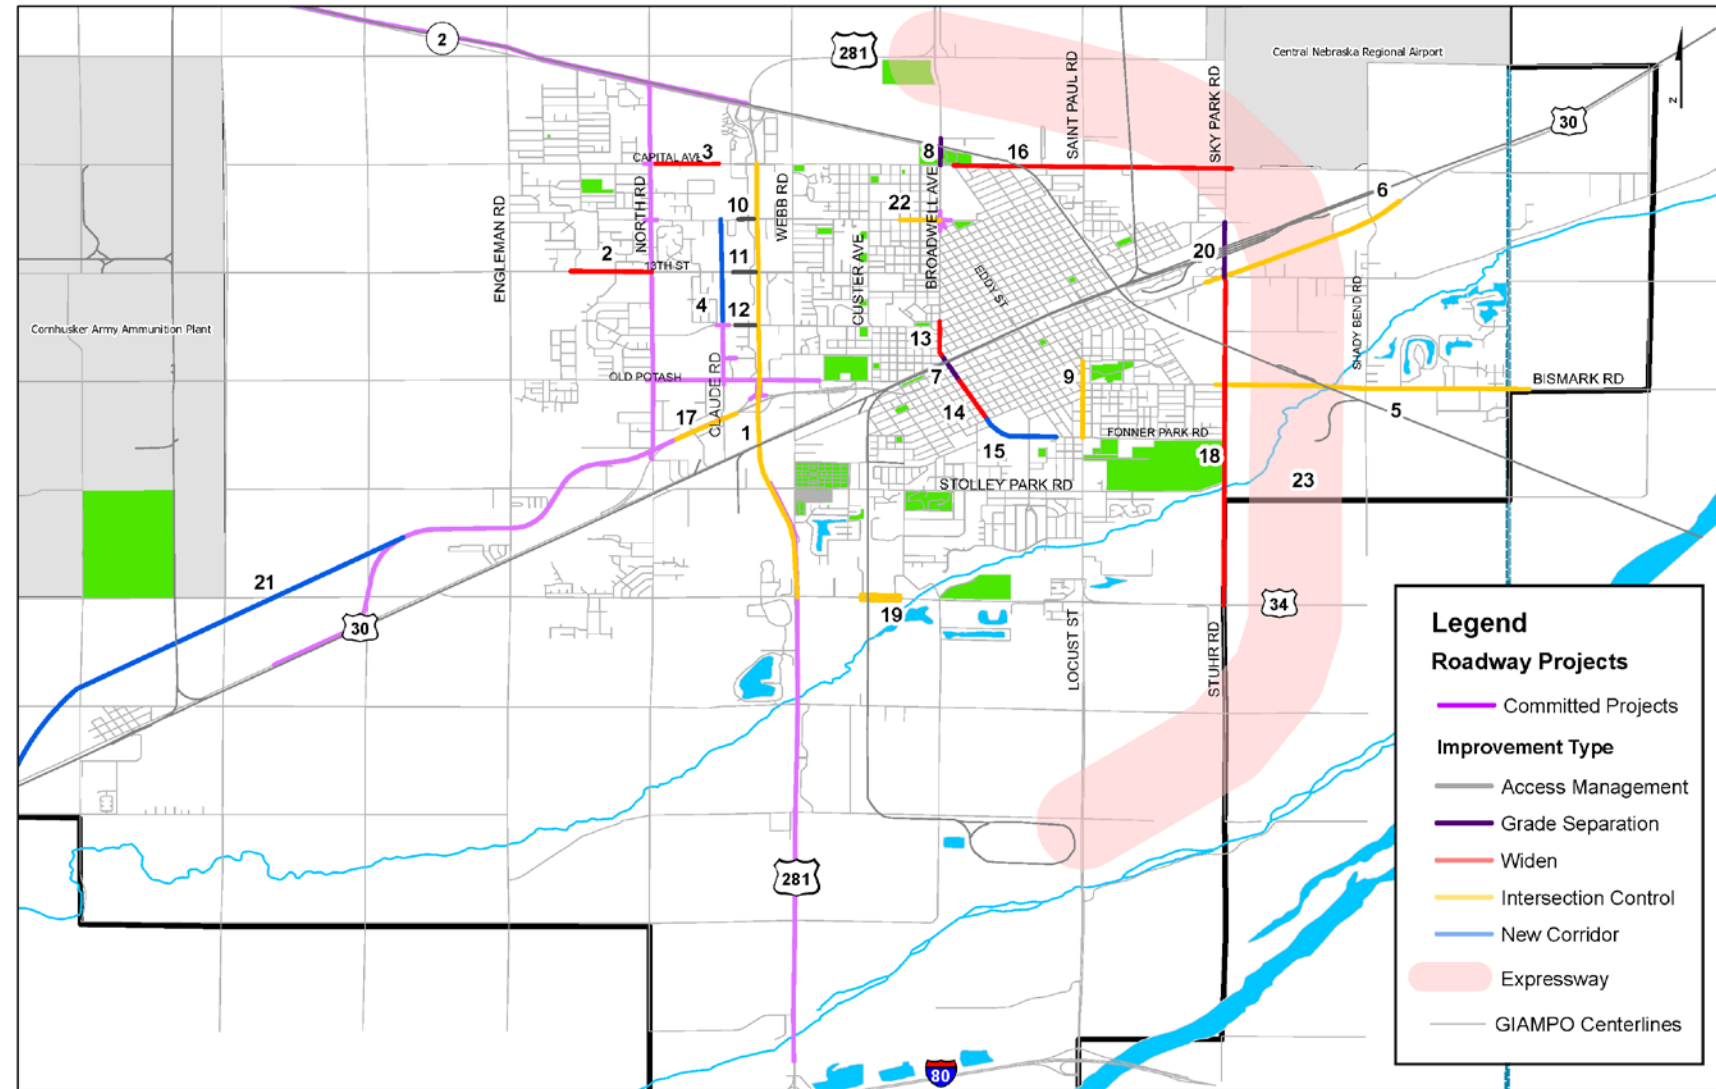 2
281
Central Nebraska Regional Airport
N
30
SAINT PAUL RD
SKY PARK RD
CAPITAL AVE
3
8
16
ENGLEMAN RD
NORTH RD
WEBB RD
BROADWELL AVE
6
10
22
2
13TH ST
11
CUSTER AVE
20
EDDY ST
Cornhusker Army Ammunition Plant
4
12
13
SHADY BEND RD
OLD POTASH
CLAUDE RD
7
9
BISMARK RD
17
1
14
5
15
FONNER PARK RD
18
STOLLEY PARK RD
23
21
30
19
34
LOCUST ST
STUHR RD
281
80
Legend
Roadway Projects
Committed Projects
Improvement Type
Access Management
Grade Separation
Widen
Intersection Control
New Corridor
Expressway
GIAMPO Centerlines